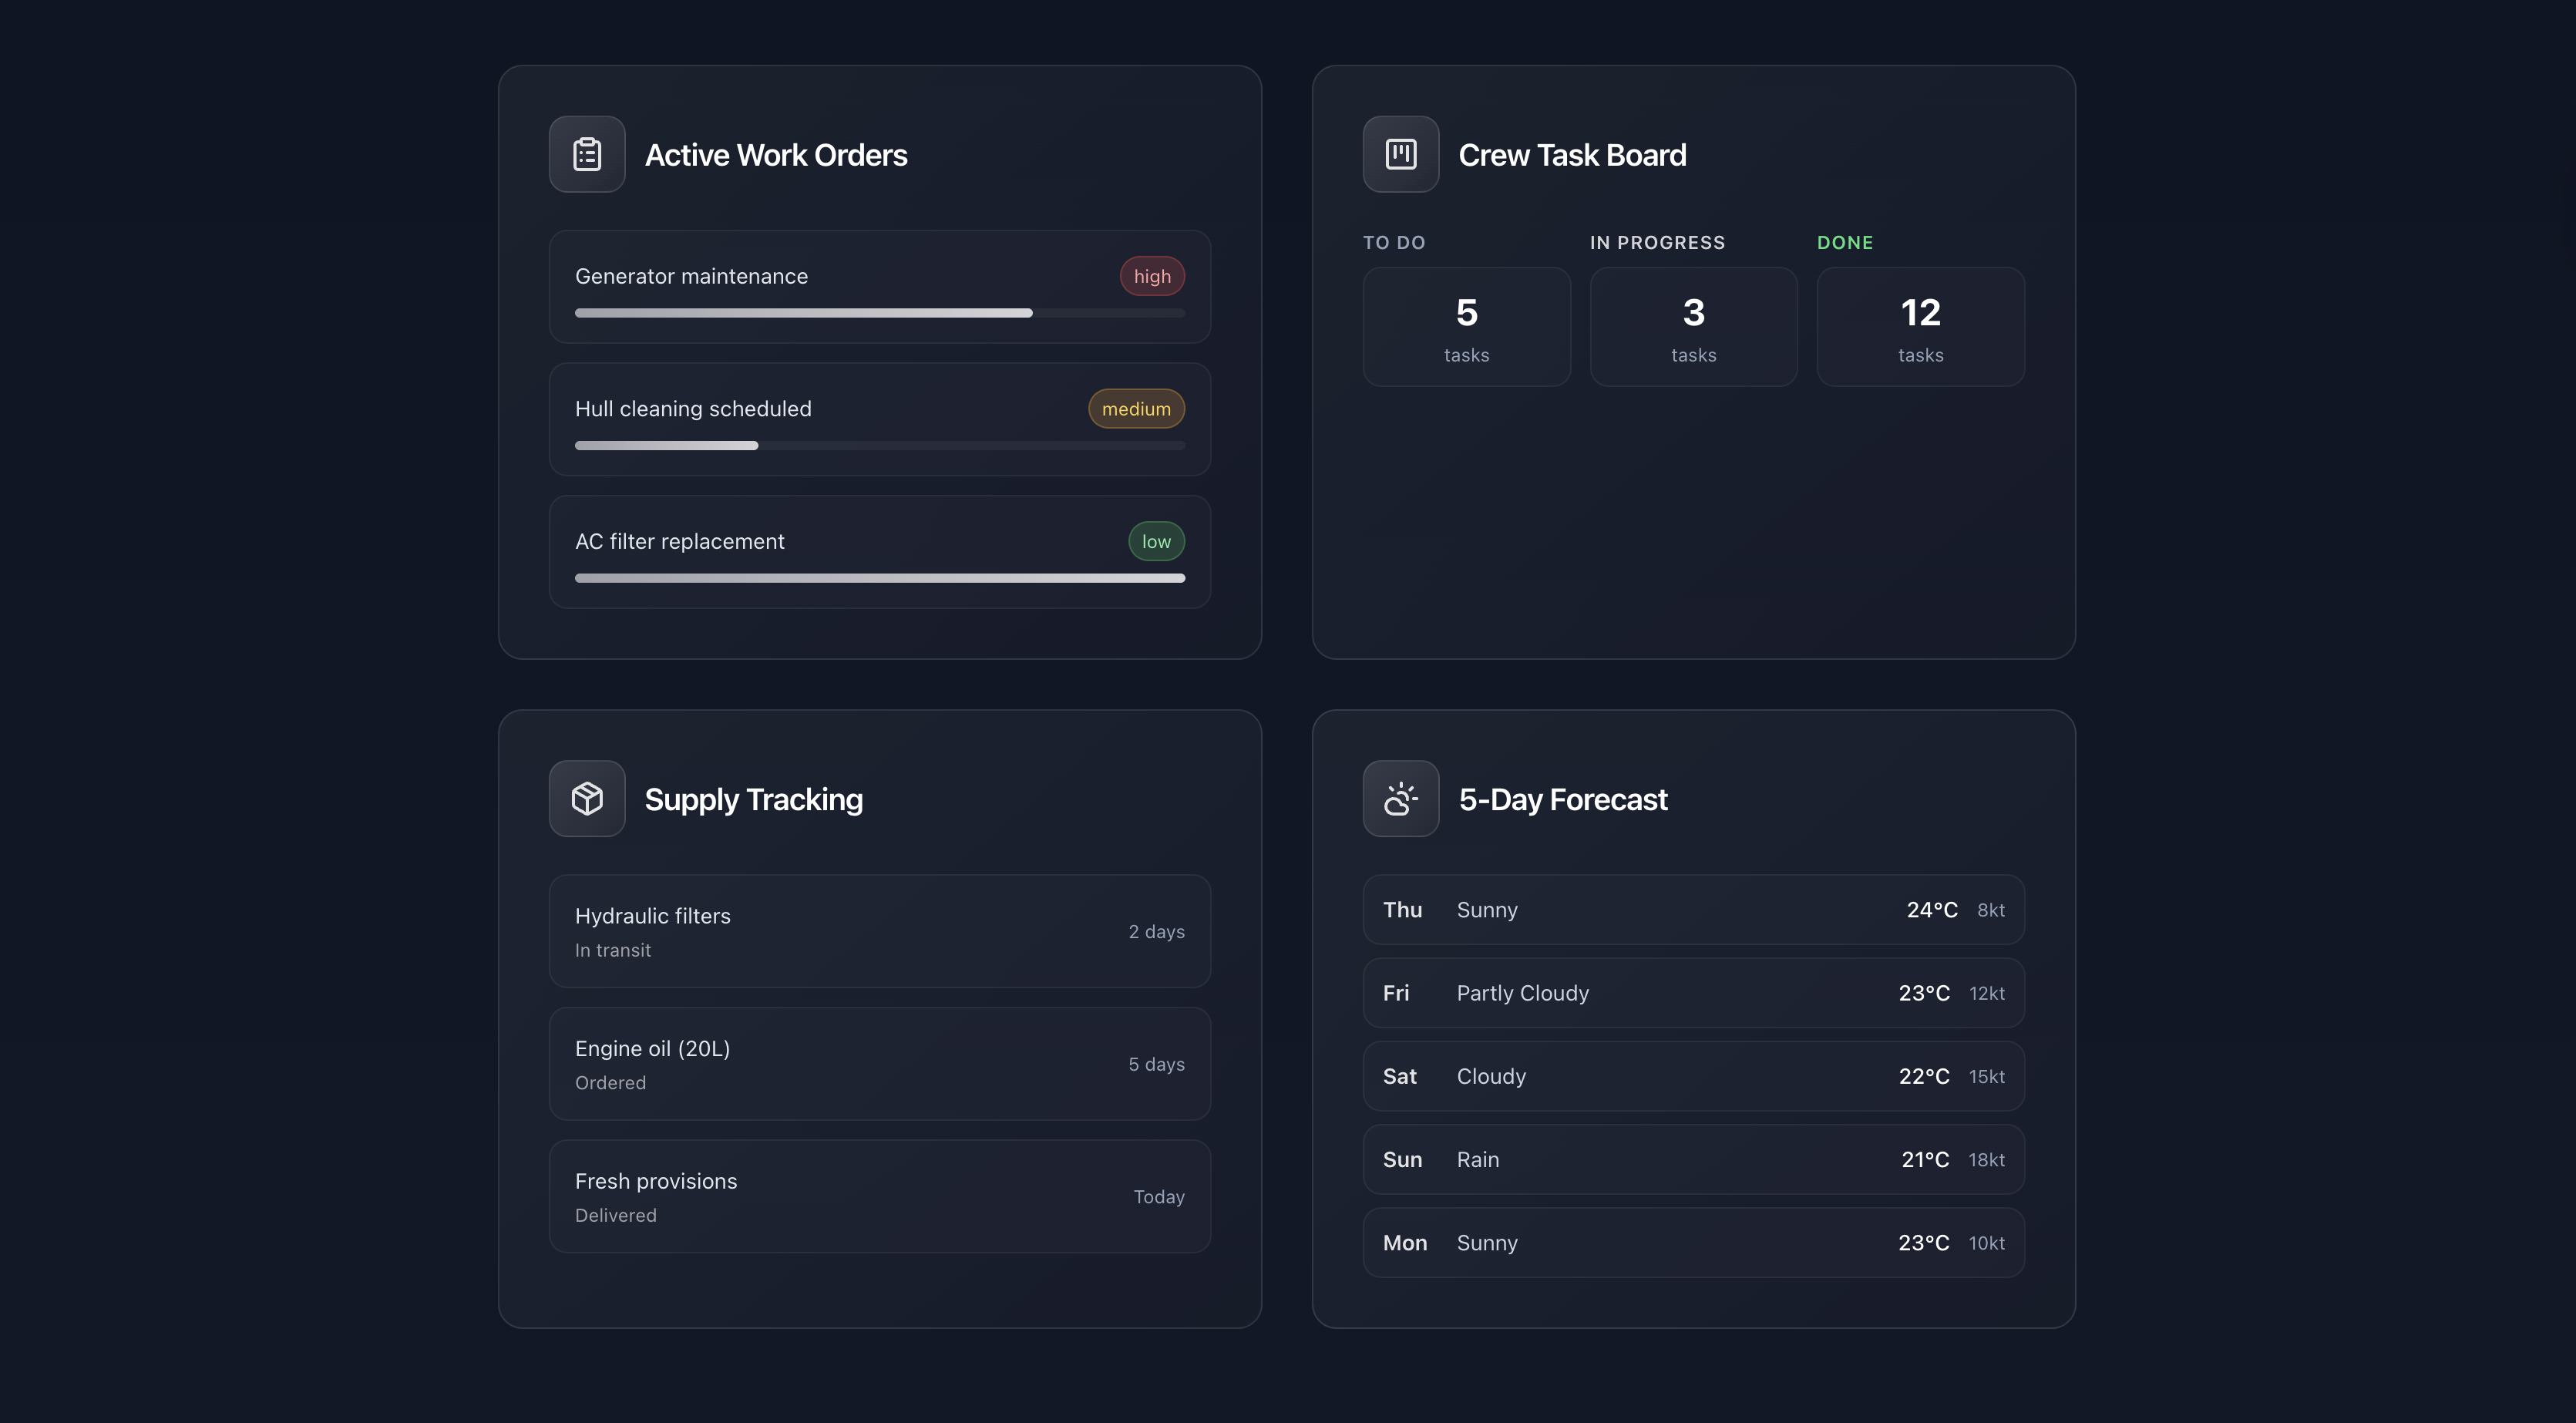 Active Work Orders
Generator maintenance high
Hull cleaning scheduled medium
AC filter replacement low
Crew Task Board
TO DO IN PROGRESS DONE
5 3 12
tasks tasks tasks
Supply Tracking
Hydraulic filters
In transit
2 days
Engine oil (20L)
Ordered
5 days
Fresh provisions
Delivered
Today
5-Day Forecast
Thu Sunny 24°C 8kt
Fri Partly Cloudy 23°C 12kt
Sat Cloudy 22°C 15kt
Sun Rain 21°C 18kt
Mon Sunny 23°C 10kt